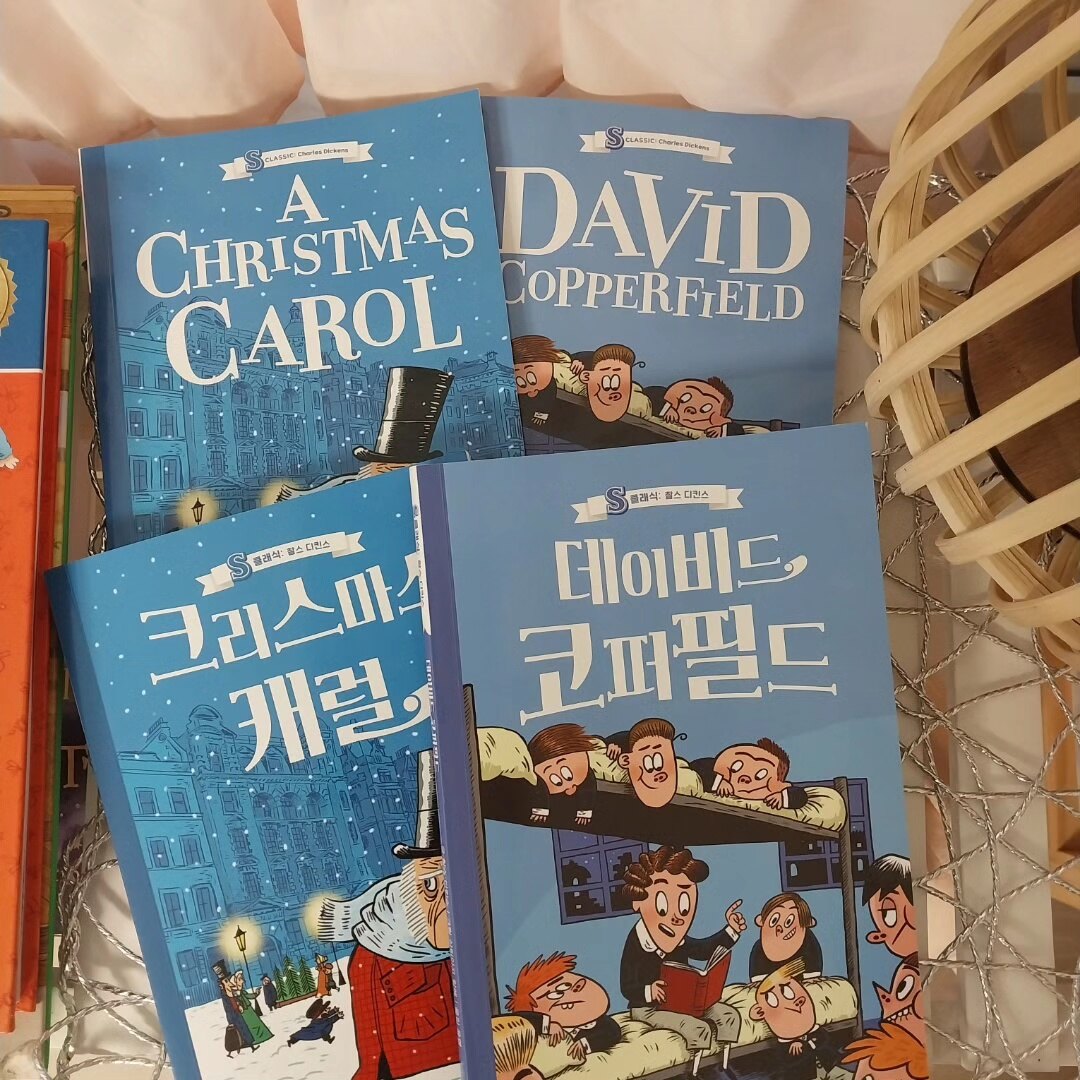 S CLASSIC: Charles Dickens
A
CHRISTMAS
CAROL
S CLASSIC: Charles Dickens
DAVID
COPPERFIELD
S 클래식: 찰스 디킨스
크리스마스
캐럴
S 클래식: 찰스 디킨스
데이비드
코퍼필드